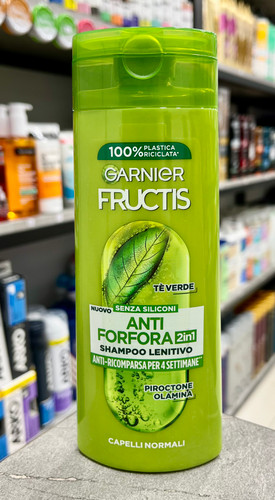 100% PLASTICA
RICICLATA*
GARNIER
FRUCTIS
TÈ VERDE
NUOVO SENZA SILICONI
ANTI
FORFORA 2in1
SHAMPOO LENITIVO
ANTI-RICOMPARSA PER 4 SETTIMANE**
PIROCTONE
OLAMINA
CAPELLI NORMALI